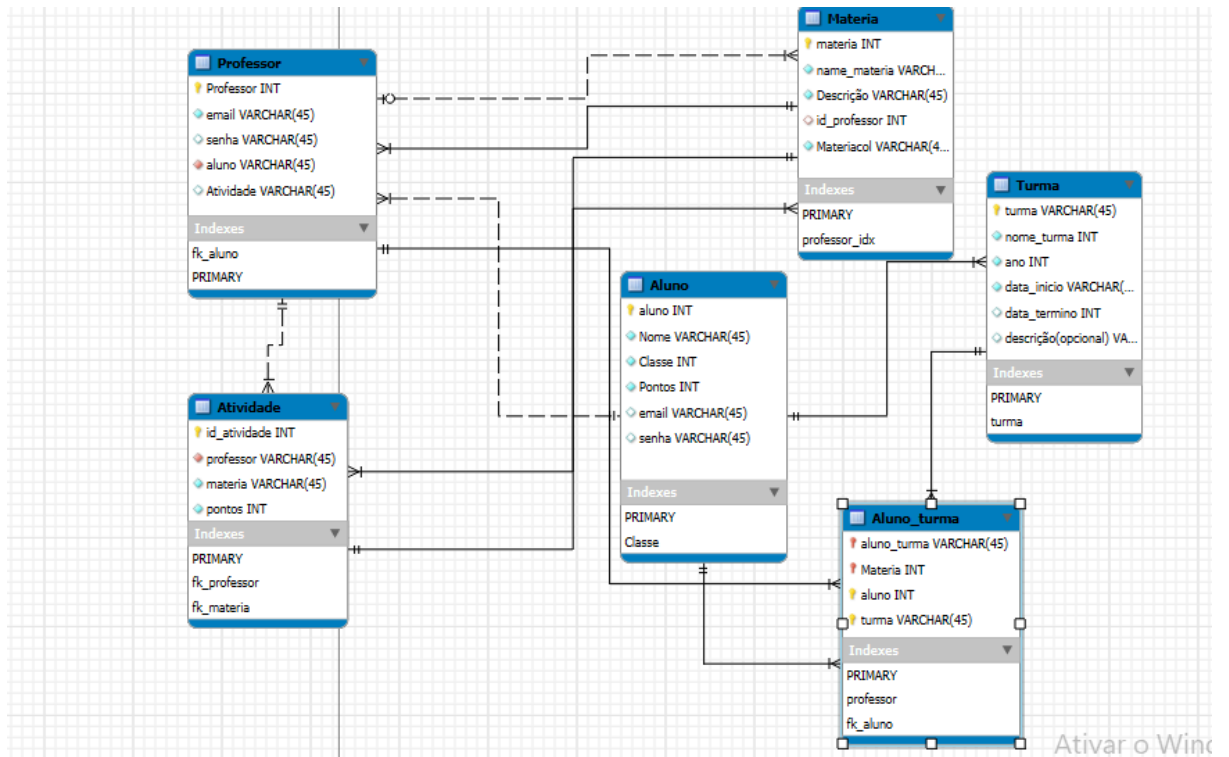 Materia
materia INT
name_materia VARCH...
Descrição VARCHAR(45)
id_professor INT
Materiacol VARCHAR(4...
Indexes
PRIMARY
professor_idx
Professor
Professor INT
email VARCHAR(45)
senha VARCHAR(45)
aluno VARCHAR(45)
Atividade VARCHAR(45)
Indexes
fk_aluno
PRIMARY
Turma
turma VARCHAR(45)
nome_turma INT
ano INT
data_inicio VARCHAR(...
data_termino INT
descrição(opcional) VA...
Indexes
PRIMARY
turma
Aluno
aluno INT
Nome VARCHAR(45)
Classe INT
Pontos INT
email VARCHAR(45)
senha VARCHAR(45)
Indexes
PRIMARY
Classe
Atividade
id_atividade INT
professor VARCHAR(45)
materia VARCHAR(45)
pontos INT
Indexes
PRIMARY
fk_professor
fk_materia
Aluno_turma
aluno_turma VARCHAR(45)
Materia INT
aluno INT
turma VARCHAR(45)
Indexes
PRIMARY
professor
fk_aluno
Ativar o Wind